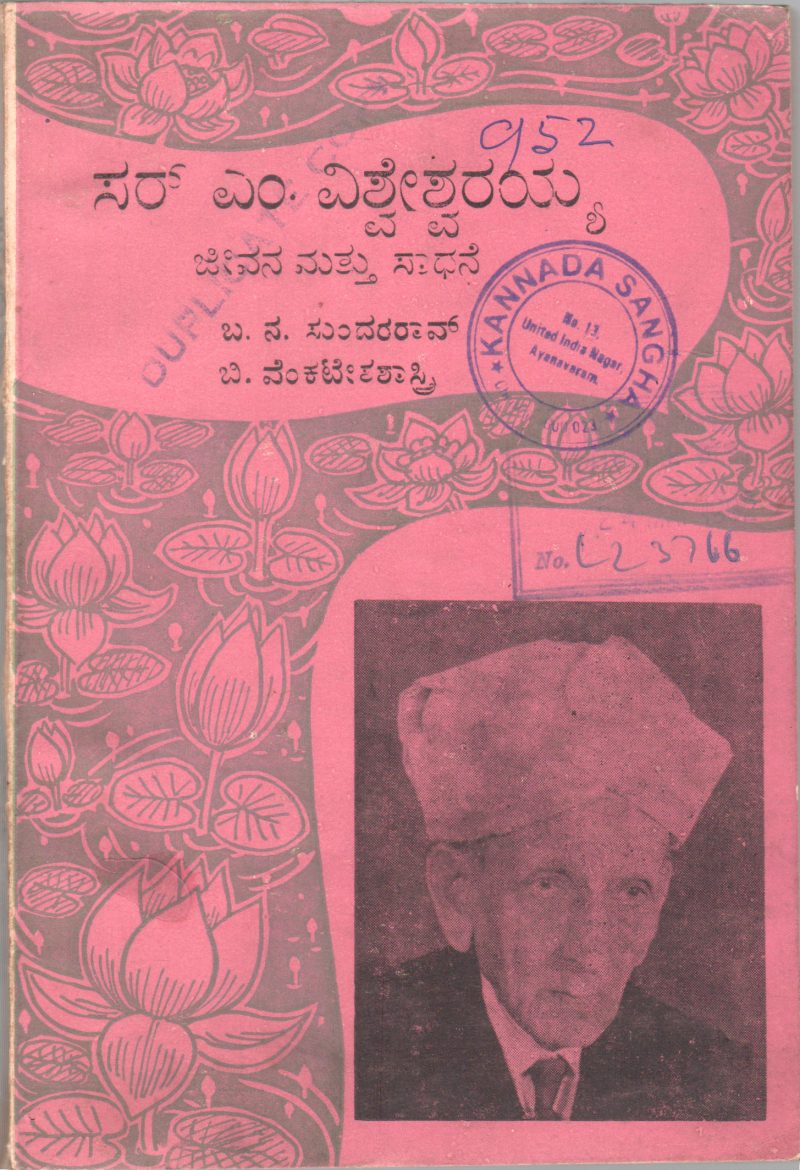 952
ಸರ್ ಎಂ. ವಿಶ್ವೇಶ್ವರಯ್ಯ
ಜೀವನ ಮತ್ತು ಸಾಧನೆ
ಬ. ನ. ಸುಂದರರಾವ್
ಬಿ. ವೆಂಕಟೇಶಶಾಸ್ತ್ರಿ
DUPLICATE
KANNADA SANGHA
No. 13,
United India Nagar,
Ayanavaram.
No. L23766